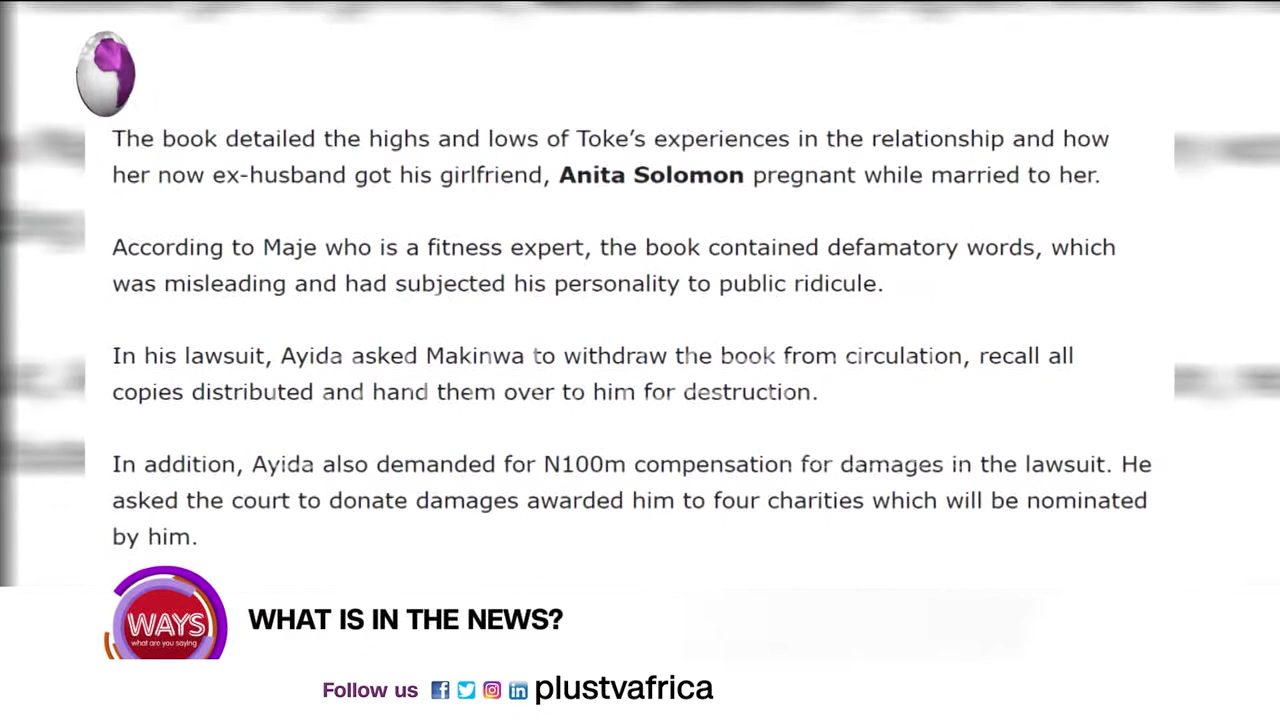 The book detailed the highs and lows of Toke's experiences in the relationship and how
her now ex-husband got his girlfriend, Anita Solomon pregnant while married to her.
According to Maje who is a fitness expert, the book contained defamatory words, which
was misleading and had subjected his personality to public ridicule.
In his lawsuit, Ayida asked Makinwa to withdraw the book from circulation, recall all
copies distributed and hand them over to him for destruction.
In addition, Ayida also demanded for N100m compensation for damages in the lawsuit. He
asked the court to donate damages awarded him to four charities which will be nominated
by him.
WAYS
what are you saying
WHAT IS IN THE NEWS?
Follow us plustvafrica